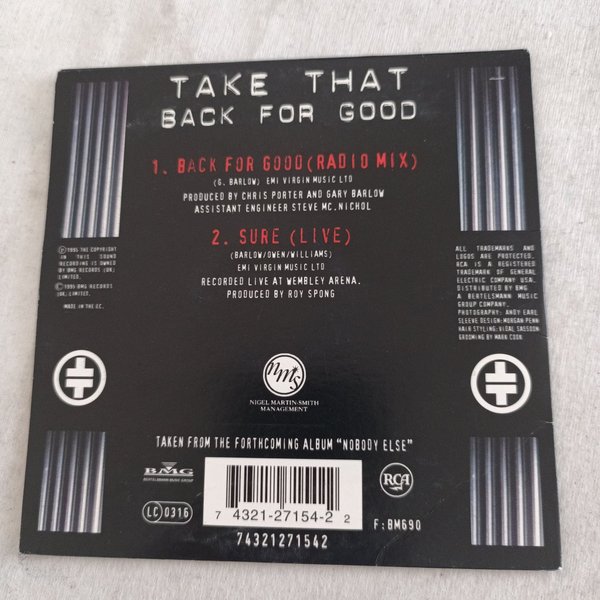 TAKE THAT
BACK FOR GOOD
1. BACK FOR GOOD (RADIO MIX)
(G. BARLOW) EMI VIRGIN MUSIC LTD
PRODUCED BY CHRIS PORTER AND GARY BARLOW
ASSISTANT ENGINEER STEVE MC.NICHOL
2. SURE (LIVE)
(BARLOW/OWEN/WILLIAMS)
EMI VIRGIN MUSIC LTD
RECORDED LIVE AT WEMBLEY ARENA.
PRODUCED BY ROY SPONG
℗ 1995 THE COPYRIGHT
IN THIS SOUND
RECORDING IS OWNED
BY BMG RECORDS (UK)
LIMITED.
© 1995 BMG RECORDS
(UK) LIMITED.
MADE IN THE EC.
ALL TRADEMARKS AND
LOGOS ARE PROTECTED.
RCA IS A REGISTERED
TRADEMARK OF GENERAL
ELECTRIC COMPANY USA.
DISTRIBUTED BY BMG
A BERTELSMANN MUSIC
GROUP COMPANY.
PHOTOGRAPHY: ANDY EARL
SLEEVE DESIGN: MORGAN PENN
HAIR STYLING: VIDAL SASSOON
GROOMING BY MARK COOK
nms
NIGEL MARTIN-SMITH
MANAGEMENT
TAKEN FROM THE FORTHCOMING ALBUM "NOBODY ELSE"
BMG
BERTELSMANN MUSIC GROUP
RCA
LC 0316
7 4321-27154-2 2
F: BM690
74321271542